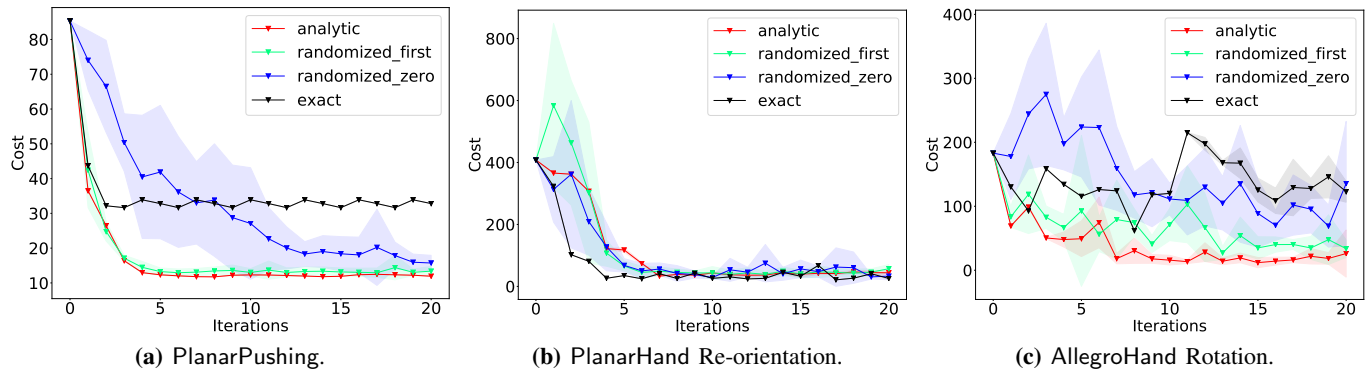 80
70
60
50
40
30
20
10
Cost
analytic
randomized_first
randomized_zero
exact
0 5 10 15 20
Iterations
(a) PlanarPushing.
800
600
400
200
0
Cost
analytic
randomized_first
randomized_zero
exact
0 5 10 15 20
Iterations
(b) PlanarHand Re-orientation.
400
300
200
100
0
Cost
analytic
randomized_first
randomized_zero
exact
0 5 10 15 20
Iterations
(c) AllegroHand Rotation.